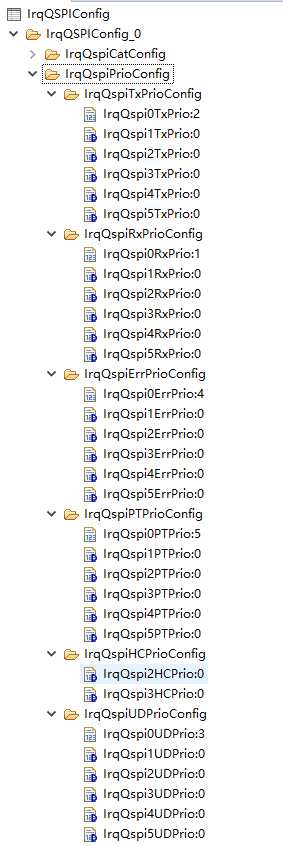 IrqQSPIConfig
IrqQSPIConfig_0
IrqQspiCatConfig
IrqQspiPrioConfig
IrqQspiTxPrioConfig
IrqQspi0TxPrio:2
IrqQspi1TxPrio:0
IrqQspi2TxPrio:0
IrqQspi3TxPrio:0
IrqQspi4TxPrio:0
IrqQspi5TxPrio:0
IrqQspiRxPrioConfig
IrqQspi0RxPrio:1
IrqQspi1RxPrio:0
IrqQspi2RxPrio:0
IrqQspi3RxPrio:0
IrqQspi4RxPrio:0
IrqQspi5RxPrio:0
IrqQspiErrPrioConfig
IrqQspi0ErrPrio:4
IrqQspi1ErrPrio:0
IrqQspi2ErrPrio:0
IrqQspi3ErrPrio:0
IrqQspi4ErrPrio:0
IrqQspi5ErrPrio:0
IrqQspiPTPrioConfig
IrqQspi0PTPrio:5
IrqQspi1PTPrio:0
IrqQspi2PTPrio:0
IrqQspi3PTPrio:0
IrqQspi4PTPrio:0
IrqQspi5PTPrio:0
IrqQspiHCPrioConfig
IrqQspi2HCPrio:0
IrqQspi3HCPrio:0
IrqQspiUDPrioConfig
IrqQspi0UDPrio:3
IrqQspi1UDPrio:0
IrqQspi2UDPrio:0
IrqQspi3UDPrio:0
IrqQspi4UDPrio:0
IrqQspi5UDPrio:0